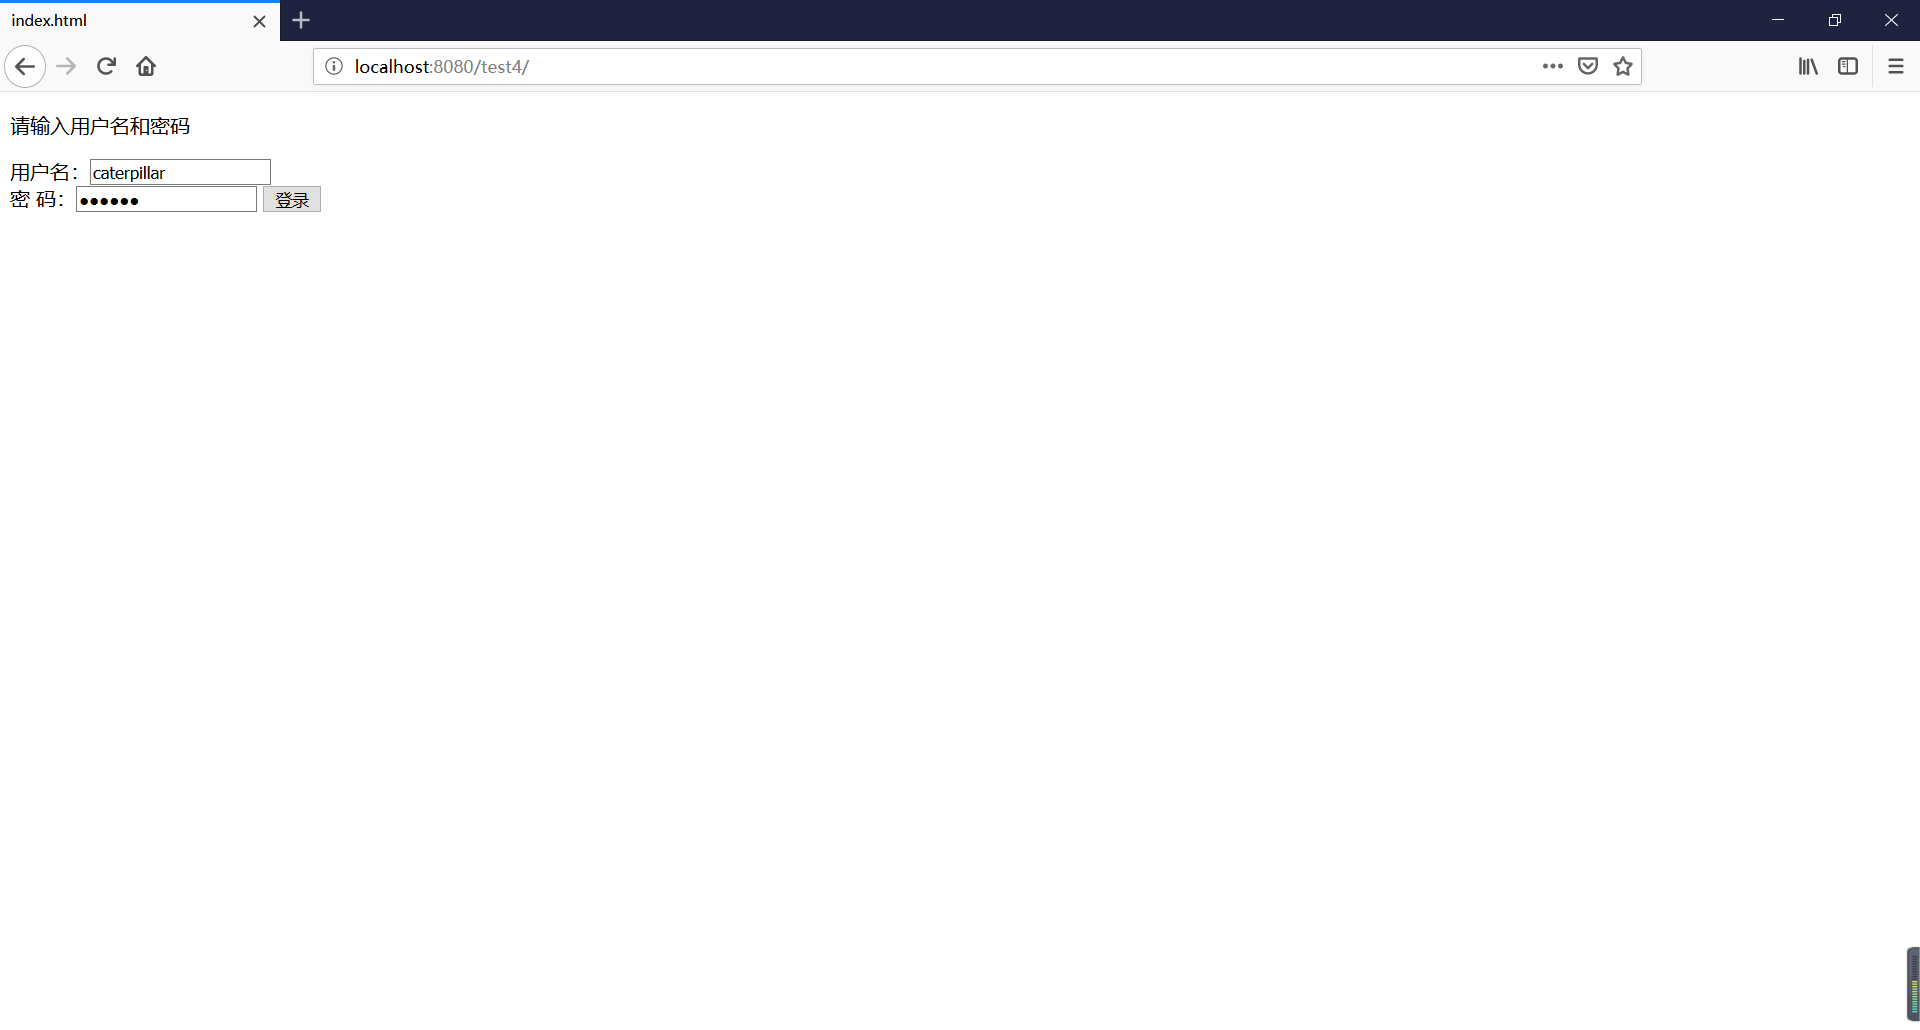 index.html
localhost:8080/test4/
请输入用户名和密码
用户名：caterpillar
密 码：●●●●●● 登录